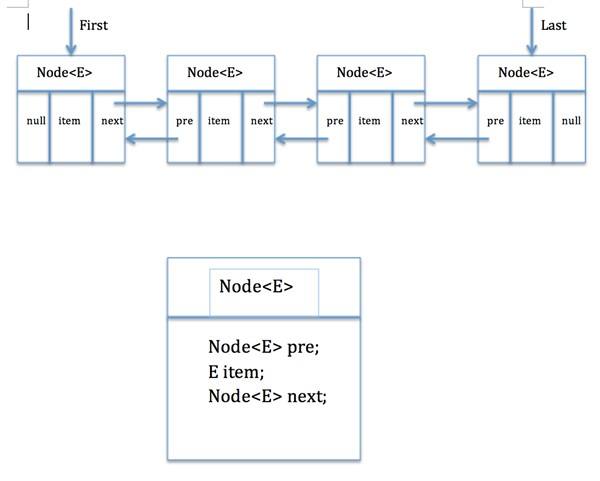 First
Last
Node<E>
Node<E>
Node<E>
Node<E>
null item next
pre item next
pre item next
pre item null
Node<E>
Node<E> pre;
E item;
Node<E> next;